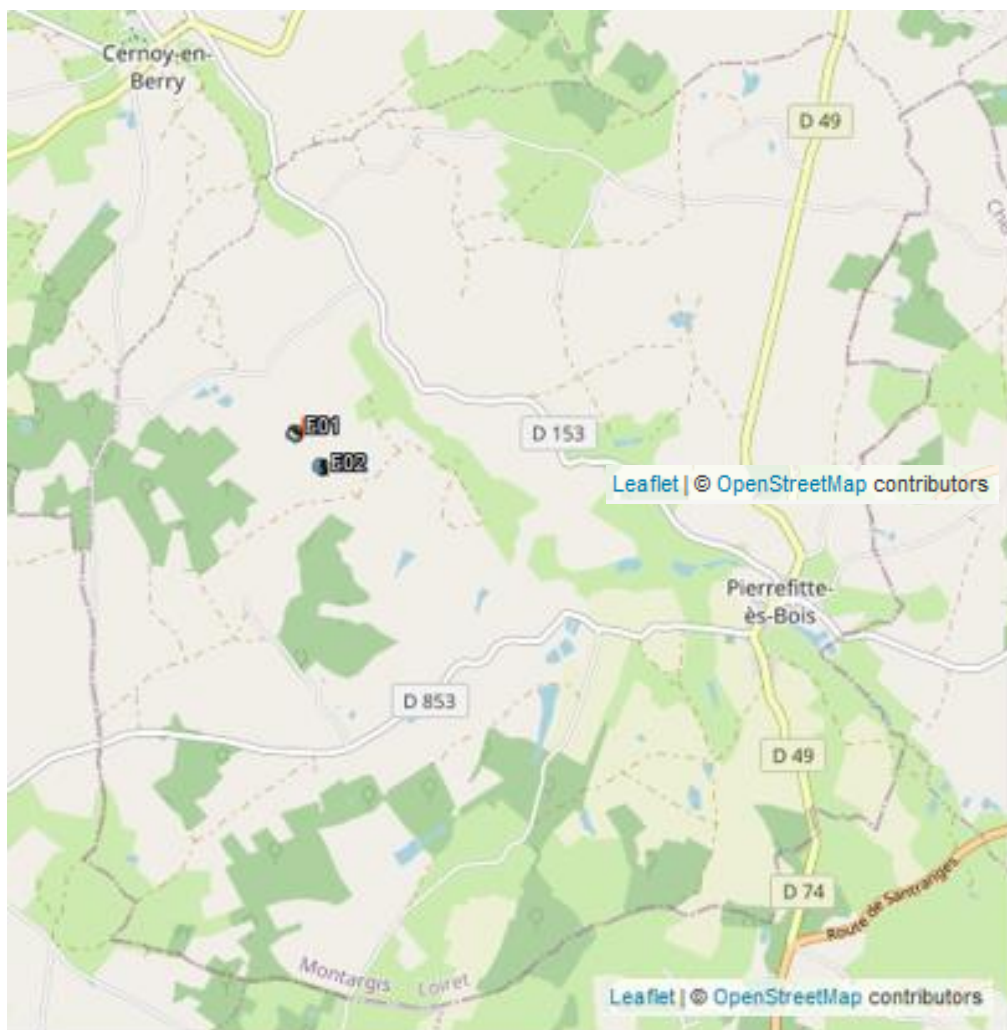 Cernoy-en-
Berry
D 49
E01
D 153
E02
Leaflet | © OpenStreetMap contributors
Pierrefitte-
ès-Bois
D 853
D 49
D 74
Route de Santranges
Montargis
Loiret
Leaflet | © OpenStreetMap contributors